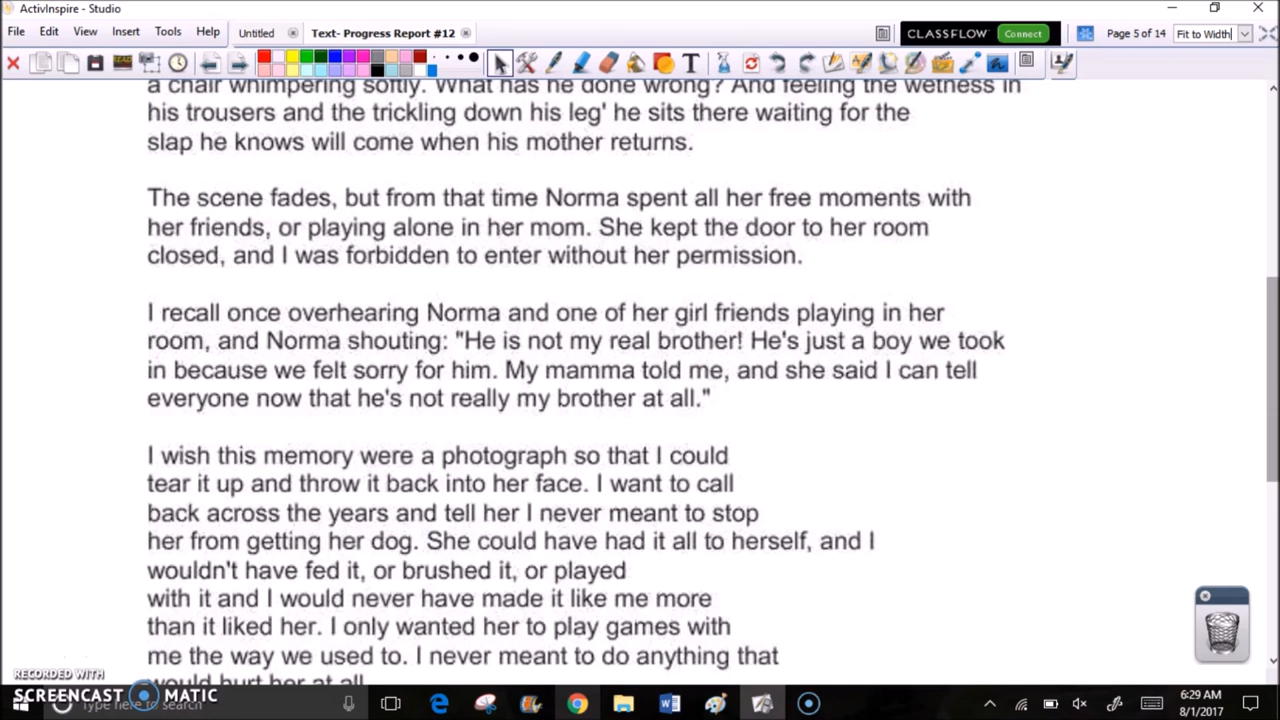 ActivInspire - Studio
File Edit View Insert Tools Help Untitled Text- Progress Report #12 CLASSFLOW Connect Page 5 of 14 Fit to Width
a chair whimpering softly. What has he done wrong? And feeling the wetness in
his trousers and the trickling down his leg' he sits there waiting for the
slap he knows will come when his mother returns.
The scene fades, but from that time Norma spent all her free moments with
her friends, or playing alone in her mom. She kept the door to her room
closed, and I was forbidden to enter without her permission.
I recall once overhearing Norma and one of her girl friends playing in her
room, and Norma shouting: "He is not my real brother! He's just a boy we took
in because we felt sorry for him. My mamma told me, and she said I can tell
everyone now that he's not really my brother at all."
I wish this memory were a photograph so that I could
tear it up and throw it back into her face. I want to call
back across the years and tell her I never meant to stop
her from getting her dog. She could have had it all to herself, and I
wouldn't have fed it, or brushed it, or played
with it and I would never have made it like me more
than it liked her. I only wanted her to play games with
me the way we used to. I never meant to do anything that
would hurt her at all
RECORDED WITH
SCREENCAST MATIC
Type here to search
6:29 AM
8/1/2017